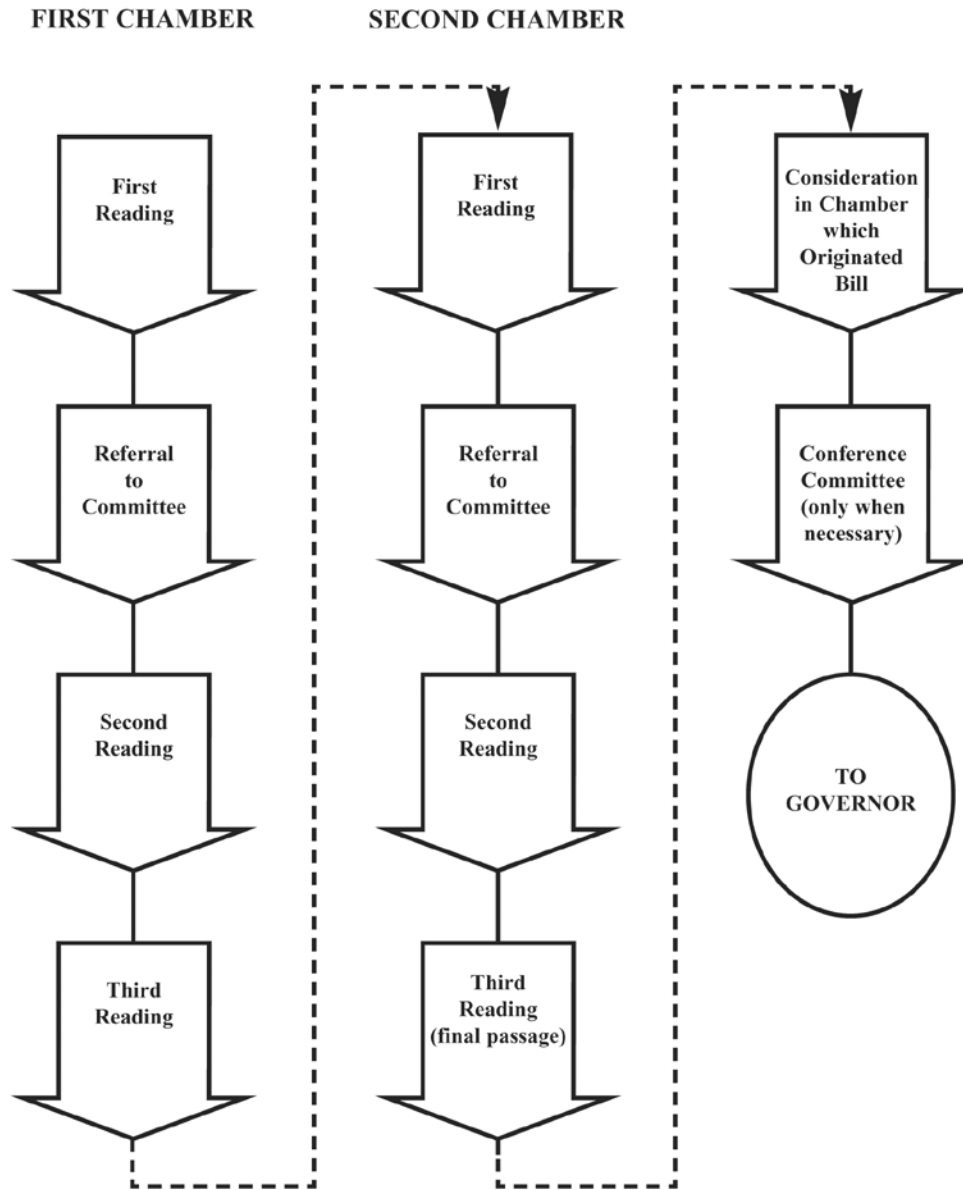 FIRST CHAMBER
First
Reading
Referral
to
Committee
Second
Reading
Third
Reading
SECOND CHAMBER
First
Reading
Referral
to
Committee
Second
Reading
Third
Reading
(final passage)
Consideration
in Chamber
which
Originated
Bill
Conference
Committee
(only when
necessary)
TO
GOVERNOR